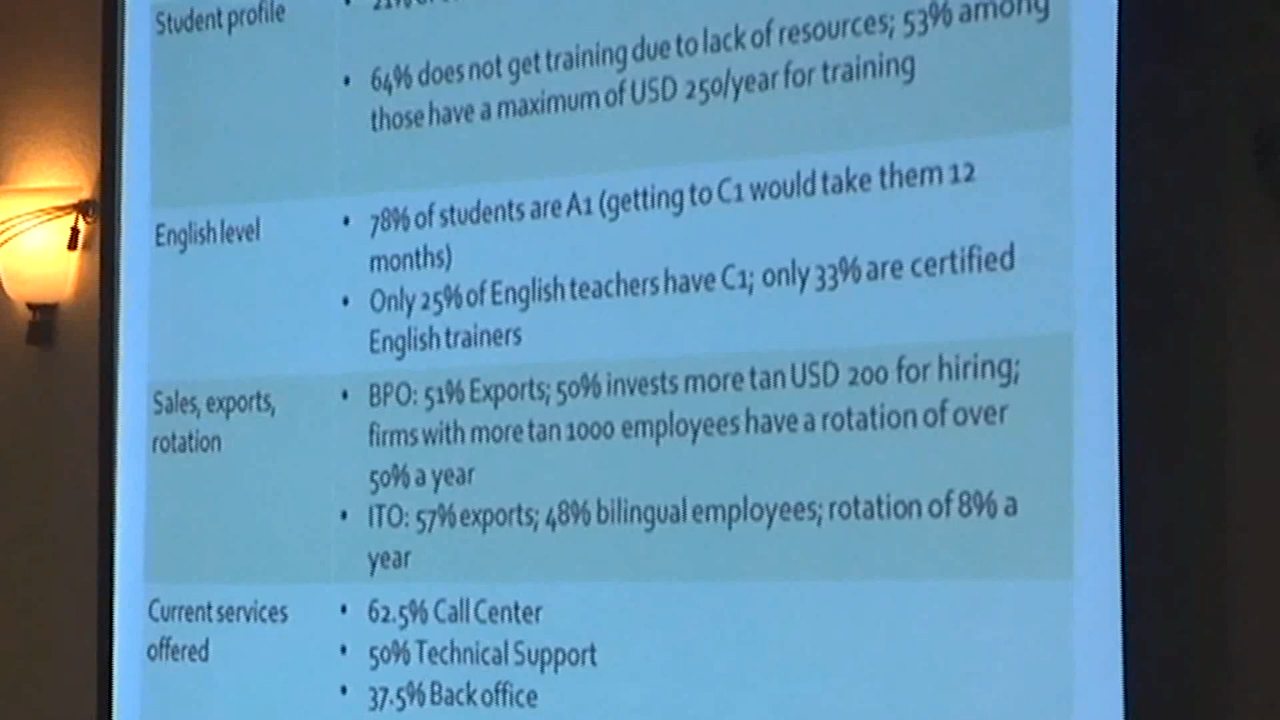 Student profile
21%
64% does not get training due to lack of resources; 53% among
those have a maximum of USD 250/year for training
English level
78% of students are A1 (getting to C1 would take them 12
months)
Only 25% of English teachers have C1; only 33% are certified
English trainers
Sales, exports,
rotation
BPO: 51% Exports; 50% invests more tan USD 200 for hiring;
firms with more tan 1000 employees have a rotation of over
50% a year
ITO: 57% exports; 48% bilingual employees; rotation of 8% a
year
Current services
offered
62.5% Call Center
50% Technical Support
37.5% Back office